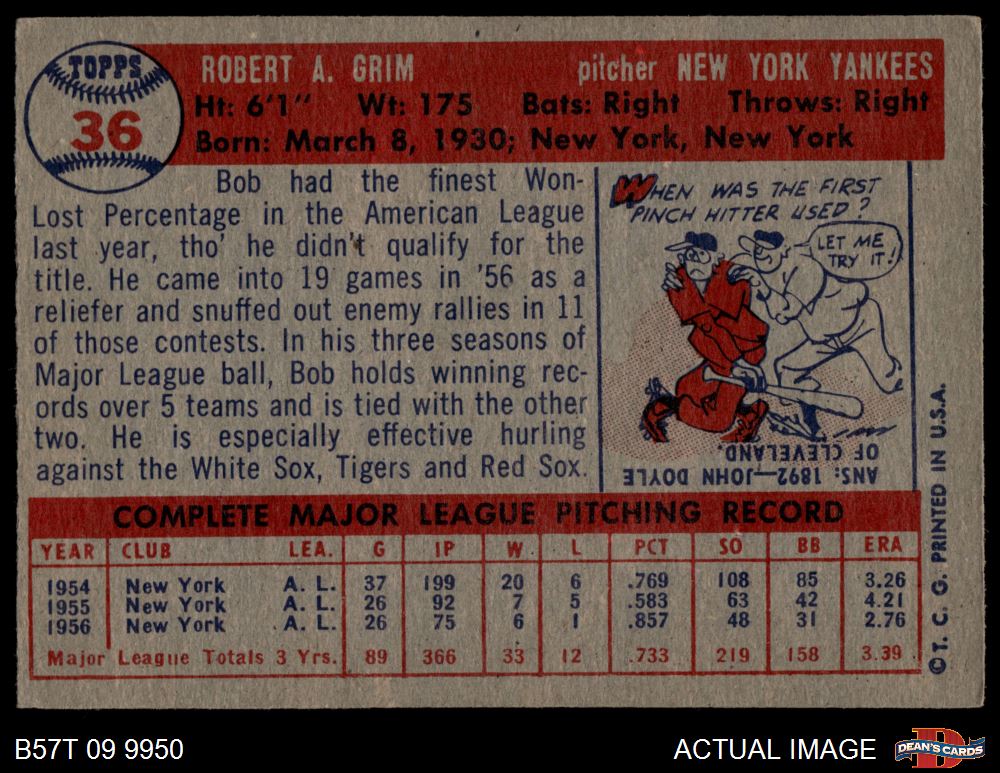 TOPPS
36
ROBERT A. GRIM pitcher NEW YORK YANKEES
Ht: 6'1" Wt: 175 Bats: Right Throws: Right
Born: March 8, 1930; New York, New York
Bob had the finest Won-
Lost Percentage in the American League
last year, tho' he didn't qualify for the
title. He came into 19 games in '56 as a
reliefer and snuffed out enemy rallies in 11
of those contests. In his three seasons of
Major League ball, Bob holds winning rec-
ords over 5 teams and is tied with the other
two. He is especially effective hurling
against the White Sox, Tigers and Red Sox.
WHEN WAS THE FIRST
PINCH HITTER USED?
LET ME
TRY IT!
ANS: 1892—JOHN DOYLE
OF CLEVELAND.
COMPLETE MAJOR LEAGUE PITCHING RECORD
YEAR CLUB LEA. G IP W L PCT SO BB ERA
1954 New York A. L. 37 199 20 6 .769 108 85 3.26
1955 New York A. L. 26 92 7 5 .583 63 42 4.21
1956 New York A. L. 26 75 6 1 .857 48 31 2.76
Major League Totals 3 Yrs. 89 366 33 12 .733 219 158 3.39
© T. C. G. PRINTED IN U.S.A.
B57T 09 9950 ACTUAL IMAGE
DEAN'S CARDS